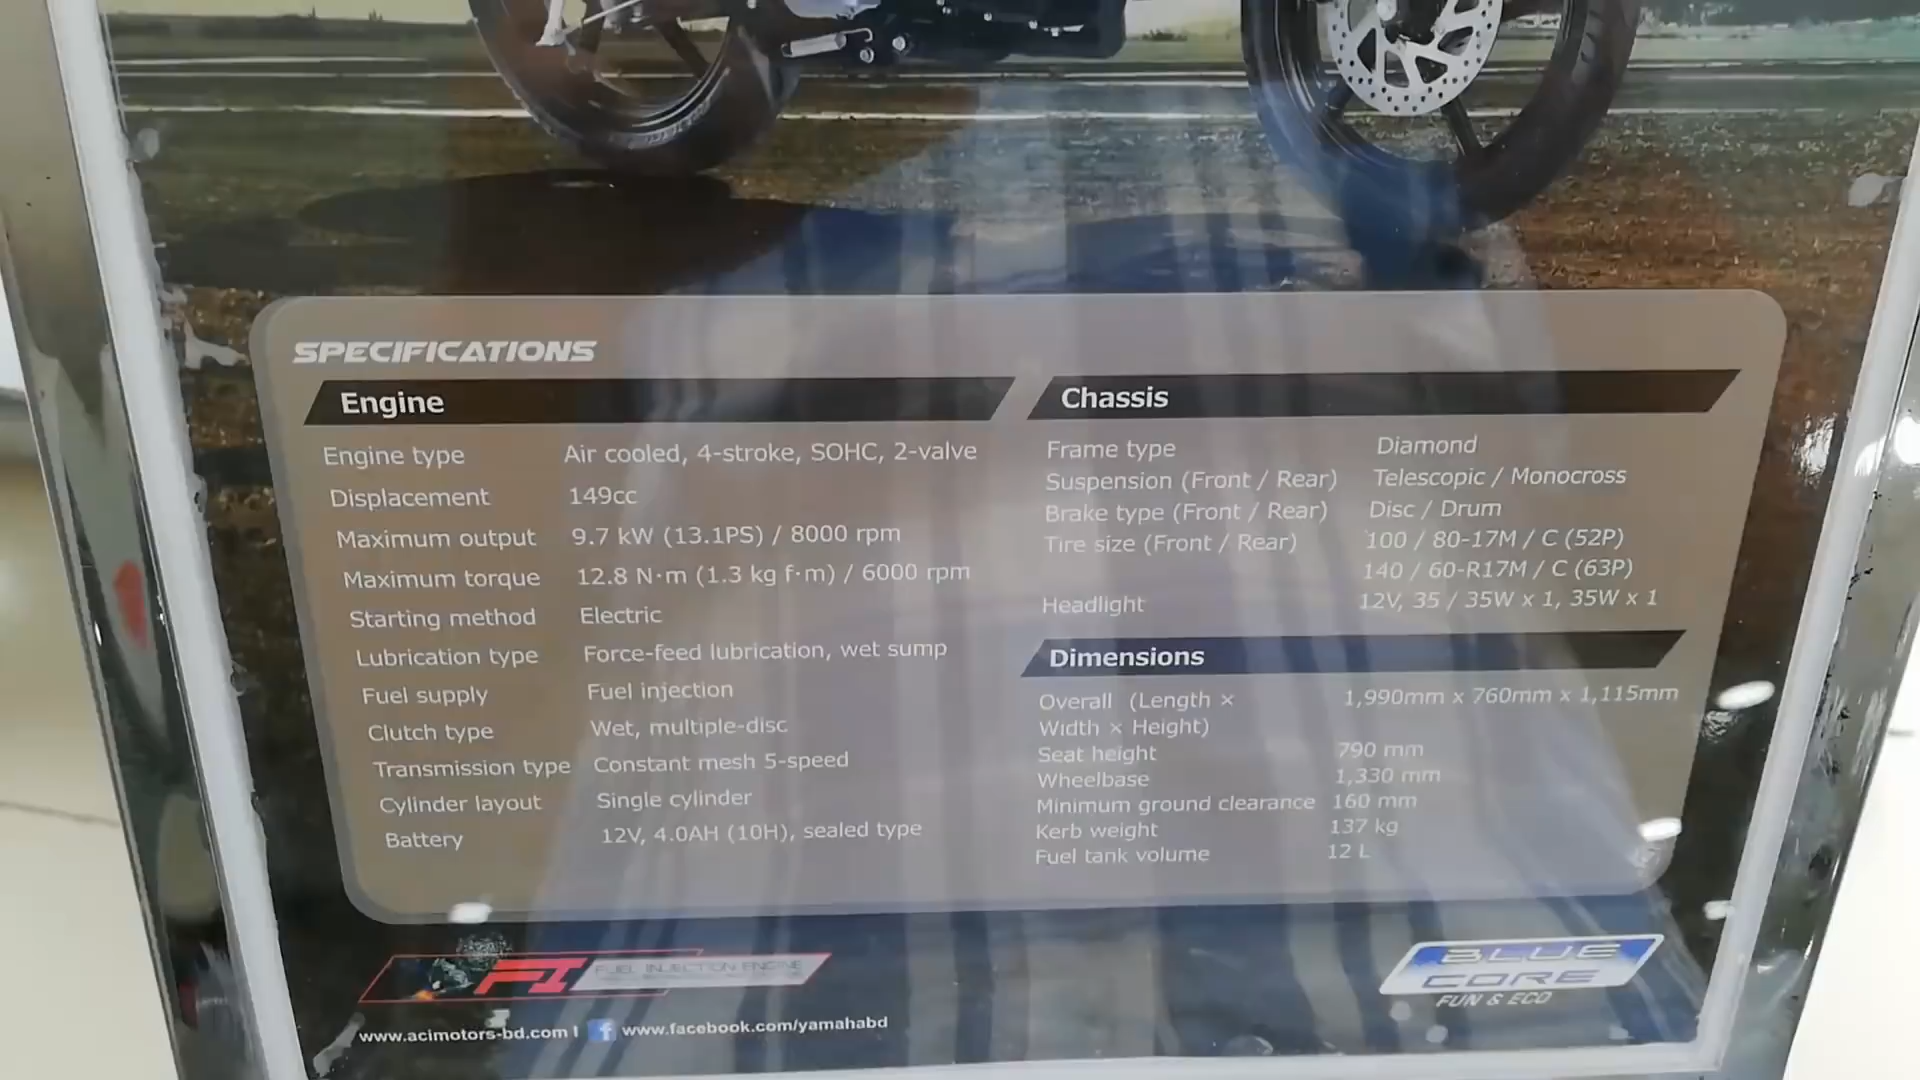 SPECIFICATIONS
Engine
Engine type Air cooled, 4-stroke, SOHC, 2-valve
Displacement 149cc
Maximum output 9.7 kW (13.1PS) / 8000 rpm
Maximum torque 12.8 N·m (1.3 kg f·m) / 6000 rpm
Starting method Electric
Lubrication type Force-feed lubrication, wet sump
Fuel supply Fuel injection
Clutch type Wet, multiple-disc
Transmission type Constant mesh 5-speed
Cylinder layout Single cylinder
Battery 12V, 4.0AH (10H), sealed type
Chassis
Frame type Diamond
Suspension (Front / Rear) Telescopic / Monocross
Brake type (Front / Rear) Disc / Drum
Tire size (Front / Rear) 100 / 80-17M / C (52P)
140 / 60-R17M / C (63P)
Headlight 12V, 35 / 35W x 1, 35W x 1
Dimensions
Overall (Length × 1,990mm x 760mm x 1,115mm
Width × Height)
Seat height 790 mm
Wheelbase 1,330 mm
Minimum ground clearance 160 mm
Kerb weight 137 kg
Fuel tank volume 12 L
FI FUEL INJECTION ENGINE
BLUE
CORE
FUN & ECO
www.acimotors-bd.com I f www.facebook.com/yamahabd